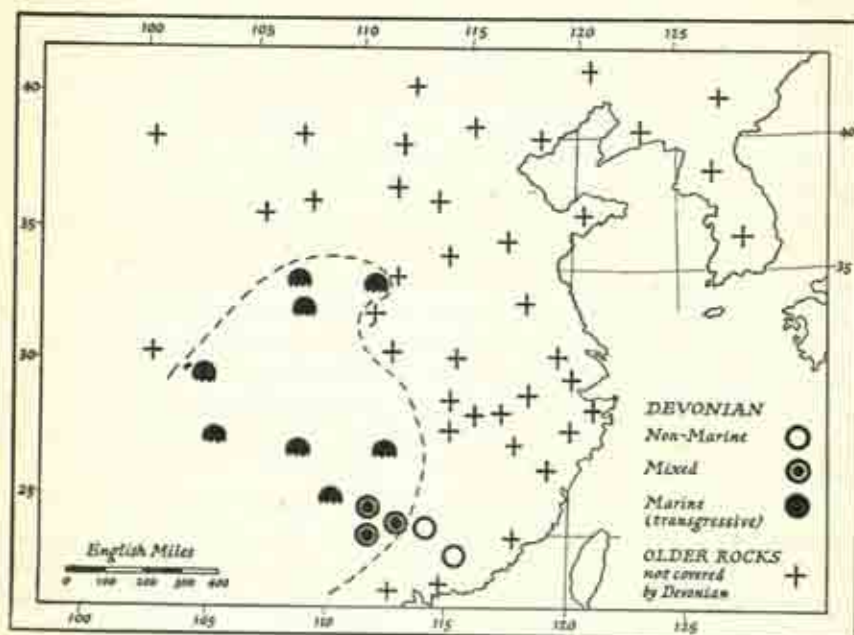 100 105 110 115 120 125
40
40
35
35
30
25
DEVONIAN
Non-Marine
Mixed
Marine
(transgressive)
OLDER ROCKS
not covered
by Devonian
English Miles
0 100 200 300 400
100 105 110 115 120 125